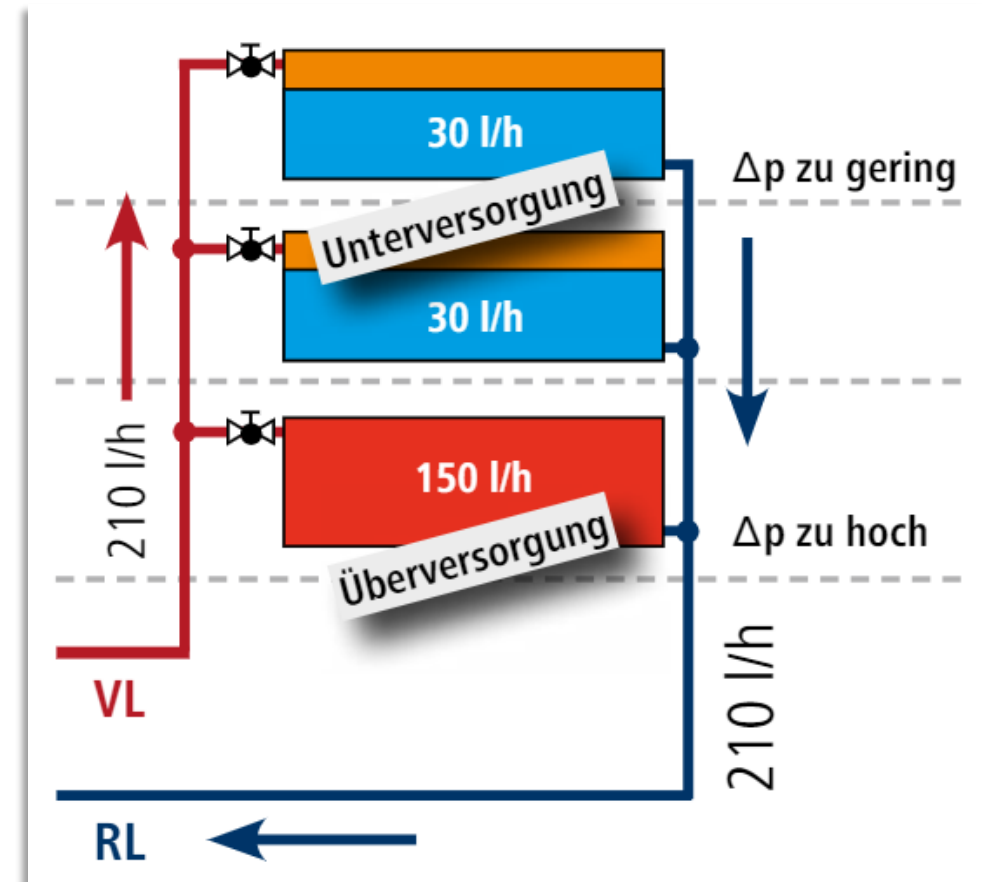 30 l/h
Δp zu gering
Unterversorgung
30 l/h
210 l/h
150 l/h
Δp zu hoch
Überversorgung
210 l/h
VL
RL